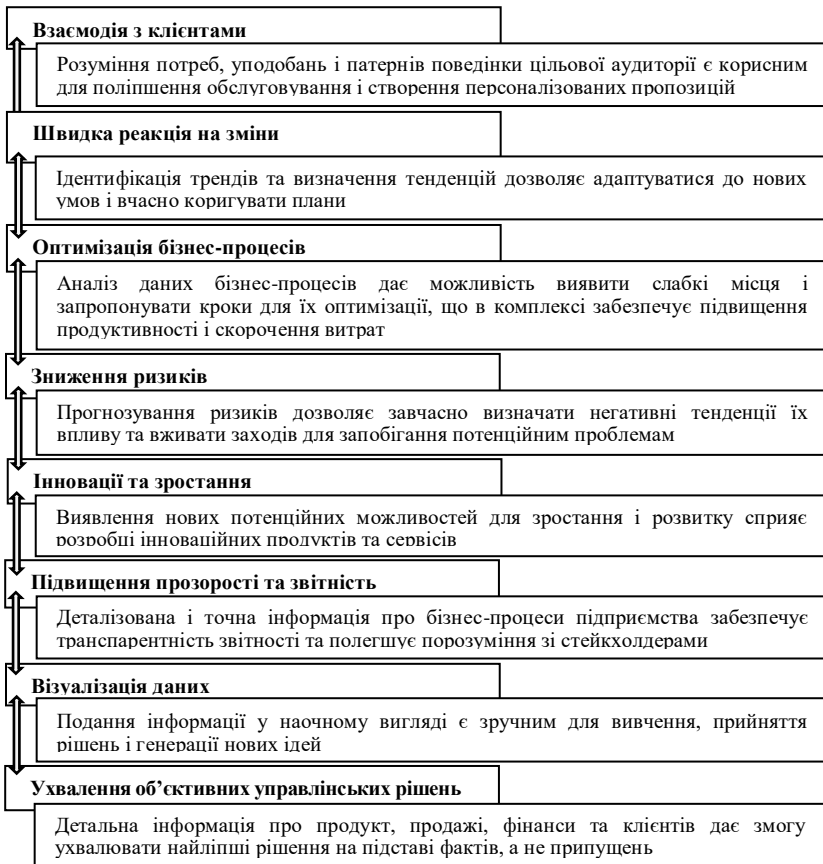 Взаємодія з клієнтами
Розуміння потреб, уподобань і патернів поведінки цільової аудиторії є корисним
для поліпшення обслуговування і створення персоналізованих пропозицій
Швидка реакція на зміни
Ідентифікація трендів та визначення тенденцій дозволяє адаптуватися до нових
умов і вчасно коригувати плани
Оптимізація бізнес-процесів
Аналіз даних бізнес-процесів дає можливість виявити слабкі місця і
запропонувати кроки для їх оптимізації, що в комплексі забезпечує підвищення
продуктивності і скорочення витрат
Зниження ризиків
Прогнозування ризиків дозволяє завчасно визначати негативні тенденції їх
впливу та вживати заходів для запобігання потенційним проблемам
Інновації та зростання
Виявлення нових потенційних можливостей для зростання і розвитку сприяє
розробці інноваційних продуктів та сервісів
Підвищення прозорості та звітність
Деталізована і точна інформація про бізнес-процеси підприємства забезпечує
транспарентність звітності та полегшує порозуміння зі стейкхолдерами
Візуалізація даних
Подання інформації у наочному вигляді є зручним для вивчення, прийняття
рішень і генерації нових ідей
Ухвалення об’єктивних управлінських рішень
Детальна інформація про продукт, продажі, фінанси та клієнтів дає змогу
ухвалювати найліпші рішення на підставі фактів, а не припущень